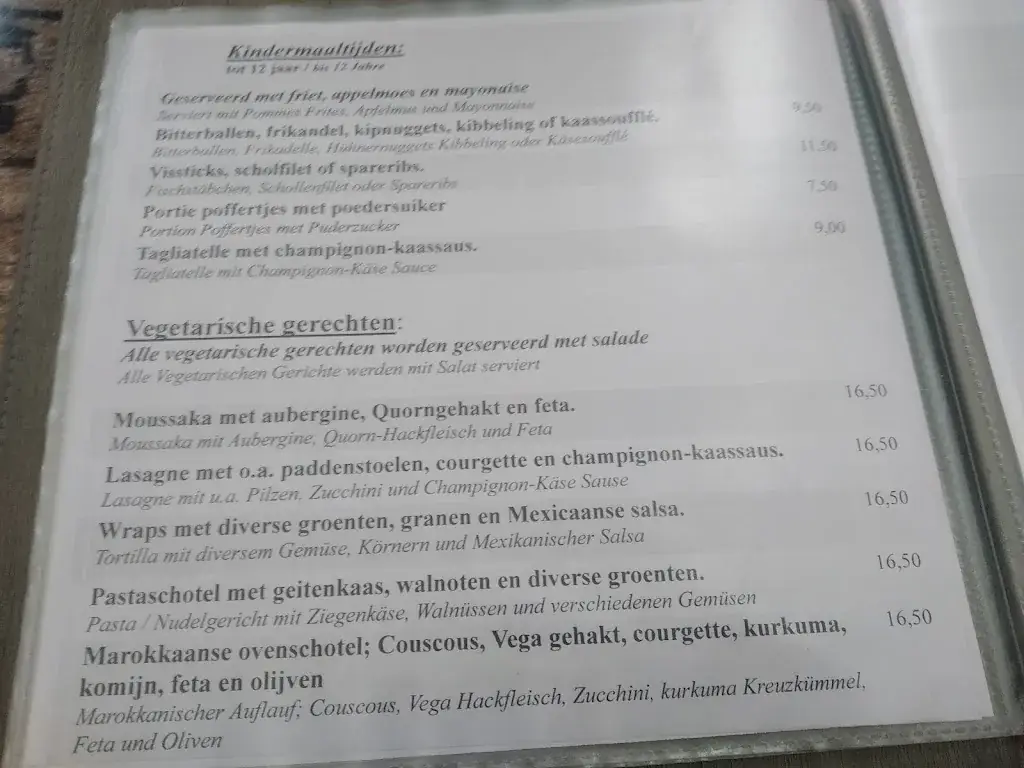 Kindermaaltijden:
tot 12 jaar / bis 12 Jahre
Geserveerd met friet, appelmoes en mayonaise
Serviert mit Pommes Frites, Apfelmus und Mayonnaise
Bitterballen, frikandel, kipnuggets, kibbeling of kaassoufflé. 9,50
Bitterballen, Frikadelle, Hühnernuggets Kibbeling oder Käsesoufflé
Vissticks, scholfilet of spareribs. 11,50
Fischstäbchen, Schollenfilet oder Spareribs
Portie poffertjes met poedersuiker 7,50
Portion Poffertjes met Puderzucker
Tagliatelle met champignon-kaassaus. 9,00
Tagliatelle mit Champignon-Käse Sauce
Vegetarische gerechten:
Alle vegetarische gerechten worden geserveerd met salade
Alle Vegetarischen Gerichte werden mit Salat serviert
Moussaka met aubergine, Quorngehakt en feta. 16,50
Moussaka mit Aubergine, Quorn-Hackfleisch und Feta
Lasagne met o.a. paddenstoelen, courgette en champignon-kaassaus. 16,50
Lasagne mit u.a. Pilzen, Zucchini und Champignon-Käse Sause
Wraps met diverse groenten, granen en Mexicaanse salsa. 16,50
Tortilla mit diversem Gemüse, Körnern und Mexikanischer Salsa
Pastaschotel met geitenkaas, walnoten en diverse groenten. 16,50
Pasta / Nudelgericht mit Ziegenkäse, Walnüssen und verschiedenen Gemüsen
Marokkaanse ovenschotel; Couscous, Vega gehakt, courgette, kurkuma, 16,50
komijn, feta en olijven
Marokkanischer Auflauf; Couscous, Vega Hackfleisch, Zucchini, kurkuma Kreuzkümmel,
Feta und Oliven